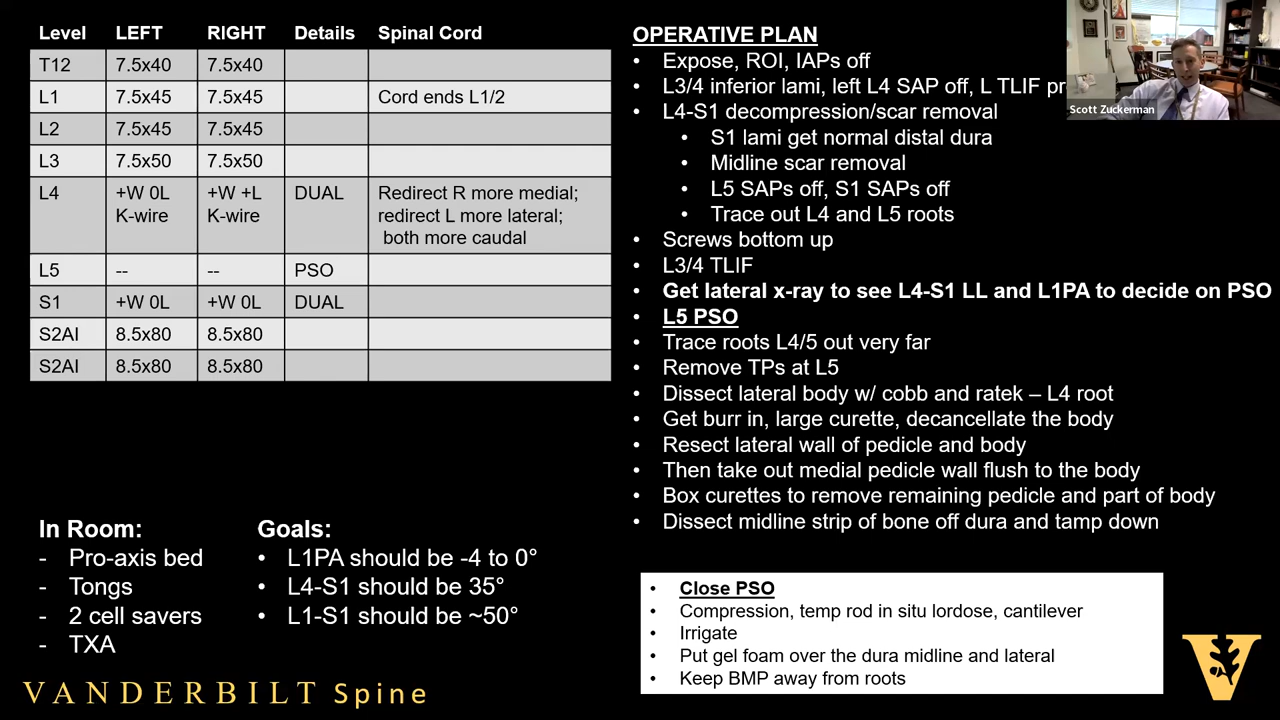 Level LEFT RIGHT Details Spinal Cord
T12 7.5x40 7.5x40
L1 7.5x45 7.5x45 Cord ends L1/2
L2 7.5x45 7.5x45
L3 7.5x50 7.5x50
L4 +W 0L K-wire +W +L K-wire DUAL Redirect R more medial;
redirect L more lateral;
both more caudal
L5 -- -- PSO
S1 +W 0L +W 0L DUAL
S2AI 8.5x80 8.5x80
S2AI 8.5x80 8.5x80
In Room:
- Pro-axis bed
- Tongs
- 2 cell savers
- TXA
Goals:
• L1PA should be -4 to 0°
• L4-S1 should be 35°
• L1-S1 should be ~50°
VANDERBILT Spine
OPERATIVE PLAN
• Expose, ROI, IAPs off
• L3/4 inferior lami, left L4 SAP off, L TLIF pr
• L4-S1 decompression/scar removal
• S1 lami get normal distal dura
• Midline scar removal
• L5 SAPs off, S1 SAPs off
• Trace out L4 and L5 roots
• Screws bottom up
• L3/4 TLIF
• Get lateral x-ray to see L4-S1 LL and L1PA to decide on PSO
• L5 PSO
• Trace roots L4/5 out very far
• Remove TPs at L5
• Dissect lateral body w/ cobb and ratek – L4 root
• Get burr in, large curette, decancellate the body
• Resect lateral wall of pedicle and body
• Then take out medial pedicle wall flush to the body
• Box curettes to remove remaining pedicle and part of body
• Dissect midline strip of bone off dura and tamp down
• Close PSO
• Compression, temp rod in situ lordose, cantilever
• Irrigate
• Put gel foam over the dura midline and lateral
• Keep BMP away from roots
Scott Zuckerman
V